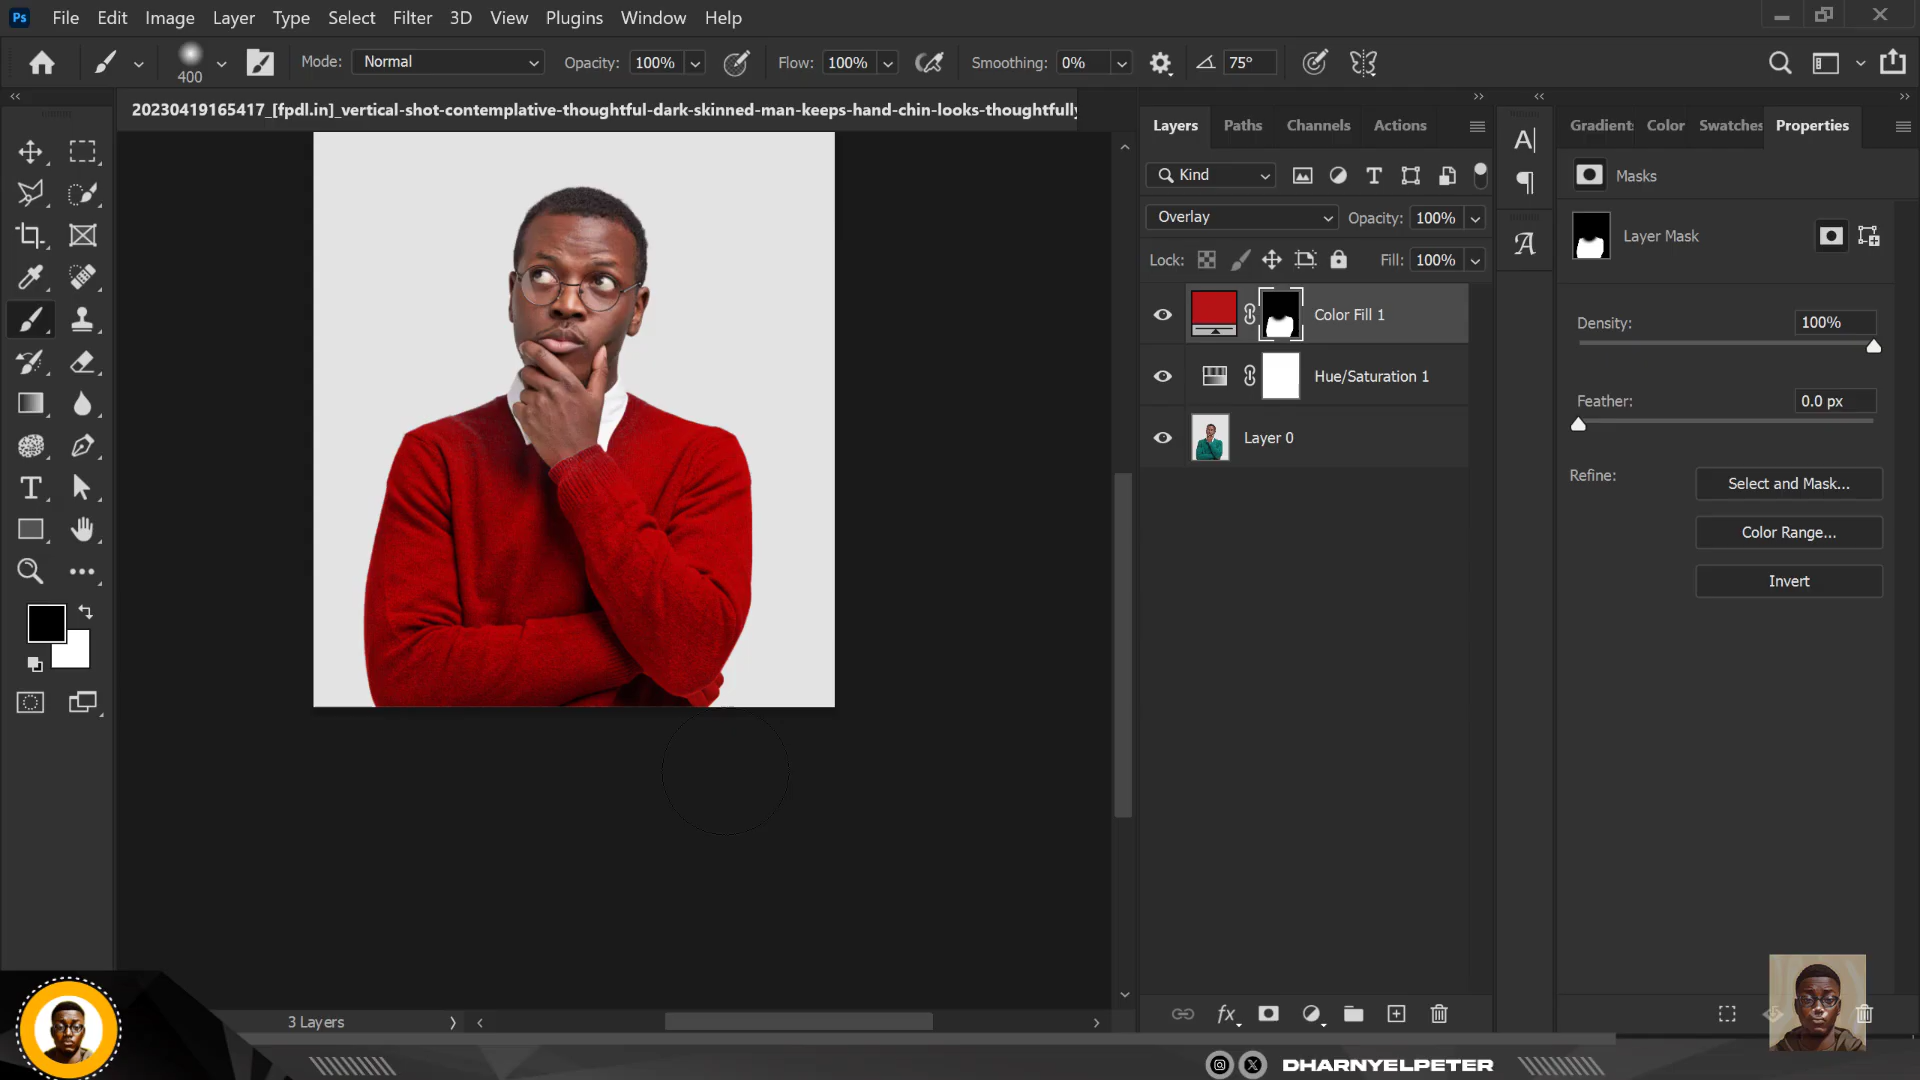 Ps File Edit Image Layer Type Select Filter 3D View Plugins Window Help
400 Mode: Normal Opacity: 100% Flow: 100% Smoothing: 0% 75°
20230419165417_[fpdl.in]_vertical-shot-contemplative-thoughtful-dark-skinned-man-keeps-hand-chin-looks-thoughtfully
Layers Paths Channels Actions
Gradient Color Swatches Properties
Kind
Masks
Overlay Opacity: 100%
Layer Mask
Lock: Fill: 100%
Color Fill 1
Density: 100%
Hue/Saturation 1
Feather: 0.0 px
Layer 0
Refine: Select and Mask...
Color Range...
Invert
3 Layers
fx
DHARNYELPETER